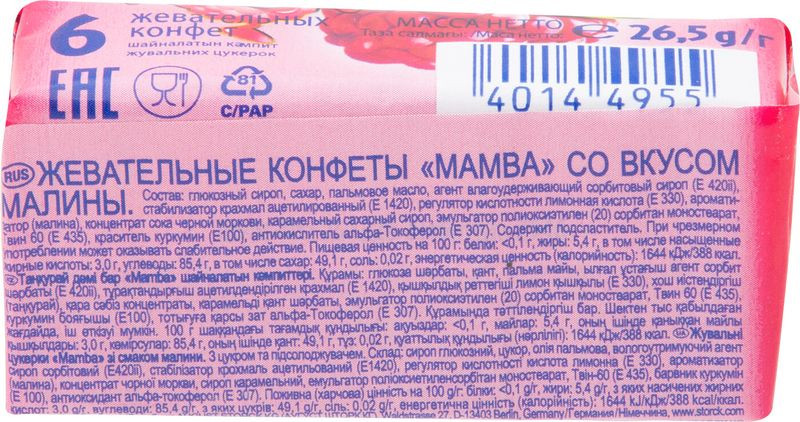 6 жевательных
конфет
шайналатын кәмпит
жувальних цукерок
МАССА НЕТТО
Таза салмағы: /Маса нетто: ℮ 26,5 g/г
EAC
81
C/PAP
4014 4955
RUS ЖЕВАТЕЛЬНЫЕ КОНФЕТЫ «MAMBA» СО ВКУСОМ
МАЛИНЫ. Состав: глюкозный сироп, сахар, пальмовое масло, агент влагоудерживающий сорбитовый сироп (Е 420ii),
стабилизатор крахмал ацетилированный (Е 1420), регулятор кислотности лимонная кислота (Е 330), аромати-
затор (малина), концентрат сока черной моркови, карамельный сахарный сироп, эмульгатор полиоксиэтилен (20) сорбитан моностеарат,
Твин 60 (Е 435), краситель куркумин (Е100), антиокислитель альфа-Токоферол (Е 307). Содержит подсластитель. При чрезмерном
потреблении может оказывать слабительное действие. Пищевая ценность на 100 г: белки: <0,1 г, жиры: 5,4 г, в том числе насыщенные
жирные кислоты: 3,0 г, углеводы: 85,4 г, в том числе сахар: 49,1 г, соль: 0,02 г, энергетическая ценность (калорийность): 1644 кДж/388 ккал.
Таңқурай дәмі бар «Mamba» шайналатын кәмпиттері. Құрамы: глюкоза шәрбаты, қант, пальма майы, ылғал ұстағыш агент сорбит
шәрбаты (Е 420ii), тұрақтандырғыш ацетилдендірілген крахмал (Е 1420), қышқылдық реттегіші лимон қышқылы (Е 330), хош иістендіргіш
(таңқурай), қара сәбіз концентраты, карамельді қант шәрбаты, эмульгатор полиоксиэтилен (20) сорбитан моностеарат, Твин 60 (Е 435),
куркумин бояғышы (Е100), тотығуға қарсы зат альфа-Токоферол (Е 307). Құрамында тәттілендіргіш бар. Шектен тыс қабылдаған
жағдайда, іш өткізуі мүмкін. 100 г шаққандағы тағамдық құндылығы: ақуыздар: <0,1 г, майлар: 5,4 г, оның ішінде қаныққан майлы
қышқылдары: 3,0 г, көмірсулар: 85,4 г, оның ішінде қант: 49,1 г, тұз: 0,02 г, қуаттылық құндылығы (нәрлілігі): 1644 кДж/388 ккал. Жувальні
цукерки «Mamba» зі смаком малини. З цукром та підсолоджувачем. Склад: сироп глюкозний, цукор, олія пальмова, вологоутримуючий агент
сироп сорбітовий (Е420ii), стабілізатор крохмаль ацетильований (Е1420), регулятор кислотності кислота лимонна (Е 330), ароматизатор
(малина), концентрат чорної моркви, сироп карамельний, емульгатор поліоксіетиленсорбітан моностеарат, Твін-60 (Е 435), барвник куркумін
(Е 100), антиоксидант альфа-токоферол (Е 307). Поживна (харчова) цінність на 100 г: білки: <0,1 г, жири: 5,4 г, з яких насичених жирних
кислот: 3,0 г, вуглеводи: 85,4 г, з яких цукрів: 49,1 г, сіль: 0,02 г, енергетична цінність (калорійність): 1644 кДж/кДж/388 ккал/ккал.
Waldstrasse 27, D-13403 Berlin, Germany/Германия /Німеччина. www.storck.com